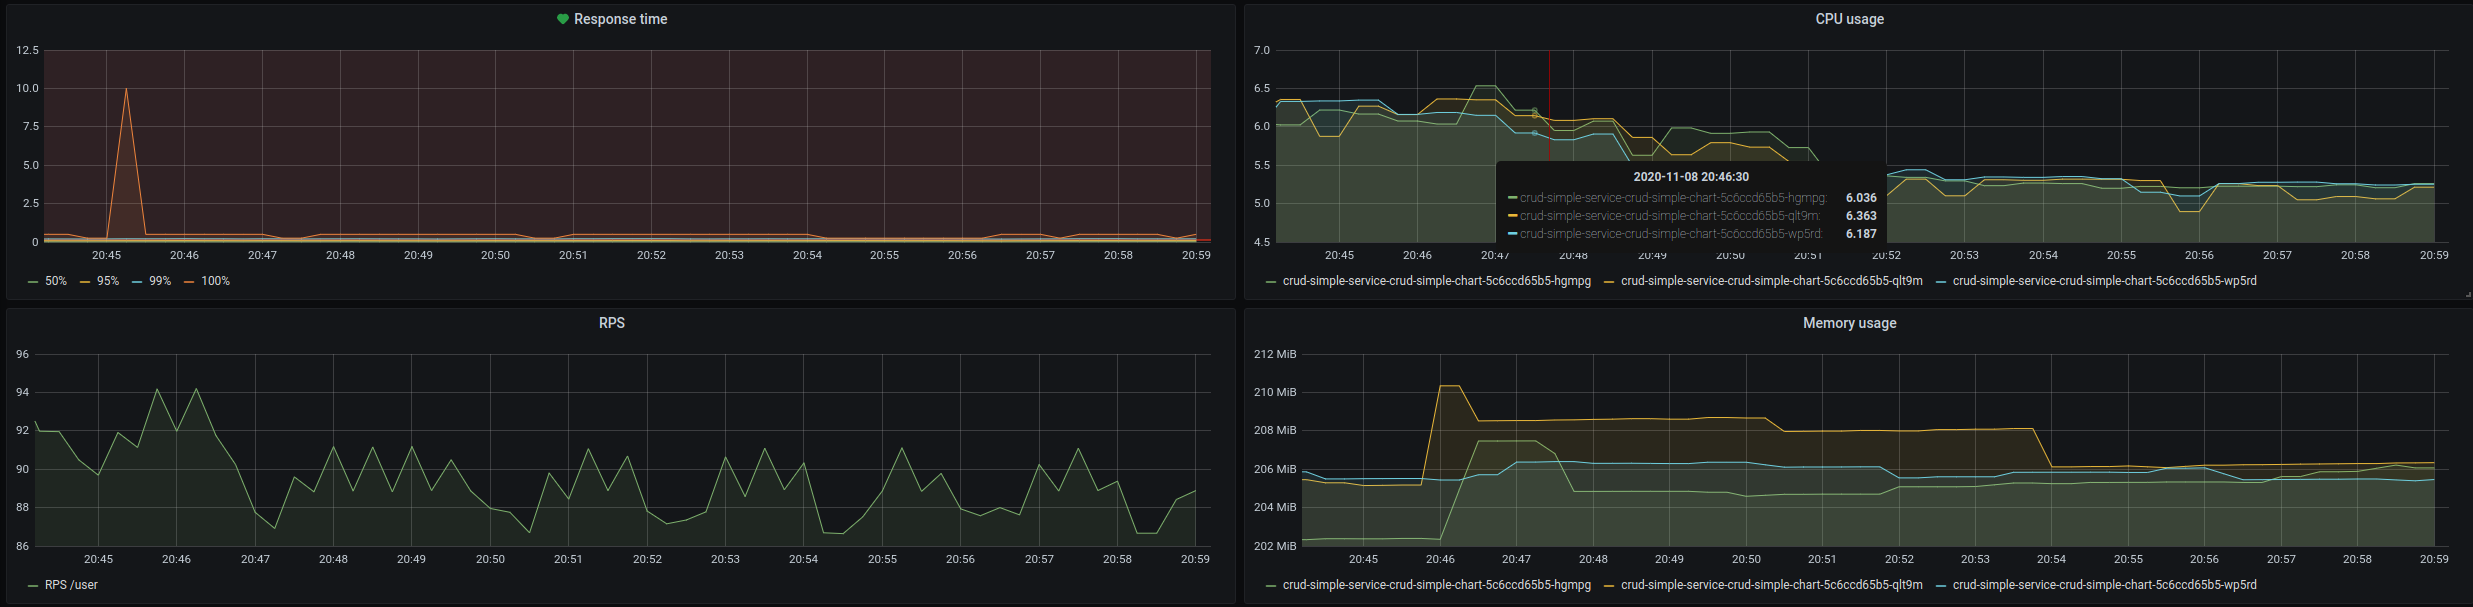 Response time
12.5
10.0
7.5
5.0
2.5
0
20:45 20:46 20:47 20:48 20:49 20:50 20:51 20:52 20:53 20:54 20:55 20:56 20:57 20:58 20:59
50% 95% 99% 100%
CPU usage
7.0
6.5
6.0
5.5
5.0
4.5
2020-11-08 20:46:30
crud-simple-service-crud-simple-chart-5c6ccd65b5-hgmpg: 6.036
crud-simple-service-crud-simple-chart-5c6ccd65b5-qlt9m: 6.363
crud-simple-service-crud-simple-chart-5c6ccd65b5-wp5rd: 6.187
20:45 20:46 20:47 20:48 20:49 20:50 20:51 20:52 20:53 20:54 20:55 20:56 20:57 20:58 20:59
crud-simple-service-crud-simple-chart-5c6ccd65b5-hgmpg crud-simple-service-crud-simple-chart-5c6ccd65b5-qlt9m crud-simple-service-crud-simple-chart-5c6ccd65b5-wp5rd
RPS
96
94
92
90
88
86
20:45 20:46 20:47 20:48 20:49 20:50 20:51 20:52 20:53 20:54 20:55 20:56 20:57 20:58 20:59
RPS /user
Memory usage
212 MiB
210 MiB
208 MiB
206 MiB
204 MiB
202 MiB
20:45 20:46 20:47 20:48 20:49 20:50 20:51 20:52 20:53 20:54 20:55 20:56 20:57 20:58 20:59
crud-simple-service-crud-simple-chart-5c6ccd65b5-hgmpg crud-simple-service-crud-simple-chart-5c6ccd65b5-qlt9m crud-simple-service-crud-simple-chart-5c6ccd65b5-wp5rd